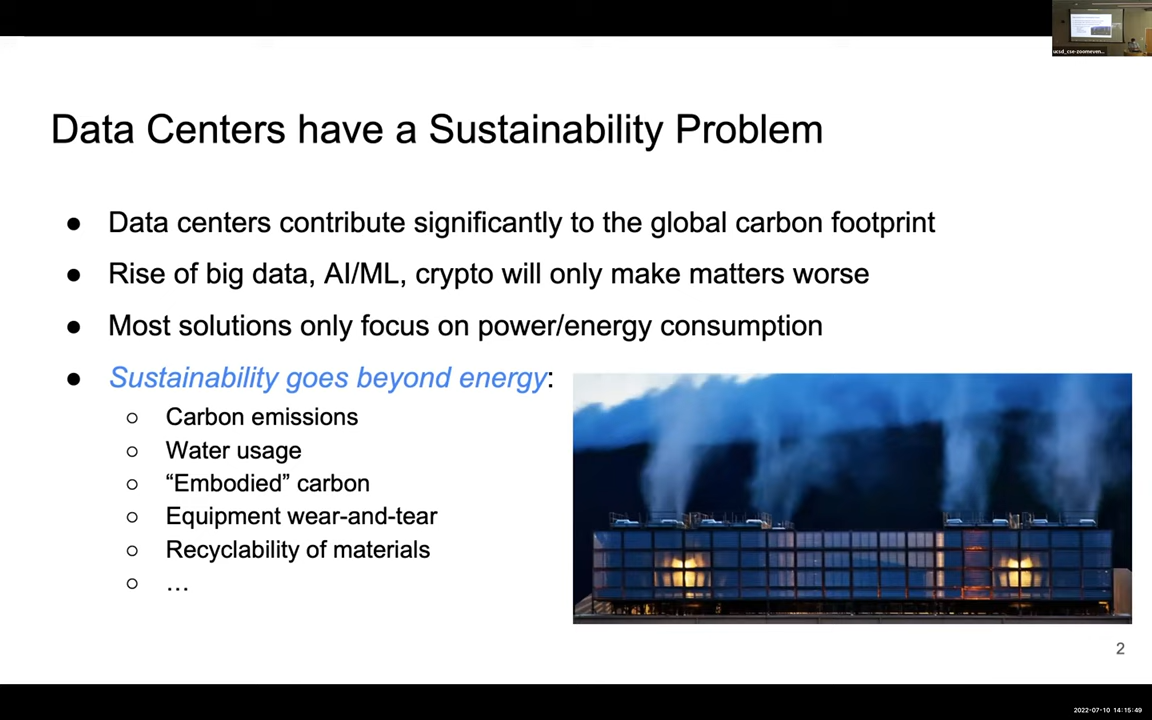 ucsd_cse-zoomeven...
Data Centers have a Sustainability Problem
● Data centers contribute significantly to the global carbon footprint
● Rise of big data, AI/ML, crypto will only make matters worse
● Most solutions only focus on power/energy consumption
● Sustainability goes beyond energy:
○ Carbon emissions
○ Water usage
○ “Embodied” carbon
○ Equipment wear-and-tear
○ Recyclability of materials
○ …
2
2022-07-10 14:15:49